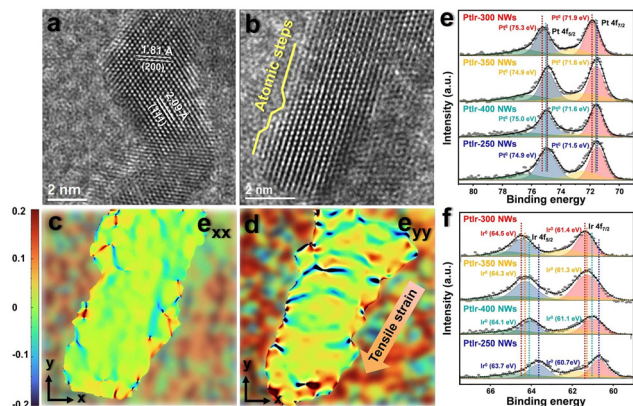 a
1.81 Å
(200)
2.09 Å
(111)
2 nm
b
Atomic steps
2 nm
0.2
0.1
0
-0.1
-0.2
c
exx
y
x
d
eyy
Tensile strain
y
x
e
PtIr-300 NWs
Pt⁰ (75.3 eV)
Pt⁰ (71.9 eV)
Pt 4f7/2
Pt 4f5/2
PtIr-350 NWs
Pt⁰ (74.9 eV)
Pt⁰ (71.6 eV)
PtIr-400 NWs
Pt⁰ (75.0 eV)
Pt⁰ (71.6 eV)
PtIr-250 NWs
Pt⁰ (74.9 eV)
Pt⁰ (71.5 eV)
Intensity (a.u.)
80 78 76 74 72 70
Binding energy
f
PtIr-300 NWs
Ir⁰ (64.5 eV)
Ir 4f5/2
Ir⁰ (61.4 eV)
Ir 4f7/2
PtIr-350 NWs
Ir⁰ (64.3 eV)
Ir⁰ (61.3 eV)
PtIr-400 NWs
Ir⁰ (64.1 eV)
Ir⁰ (61.1 eV)
PtIr-250 NWs
Ir⁰ (63.7 eV)
Ir⁰ (60.7eV)
Intensity (a.u.)
66 64 62 60
Binding energy